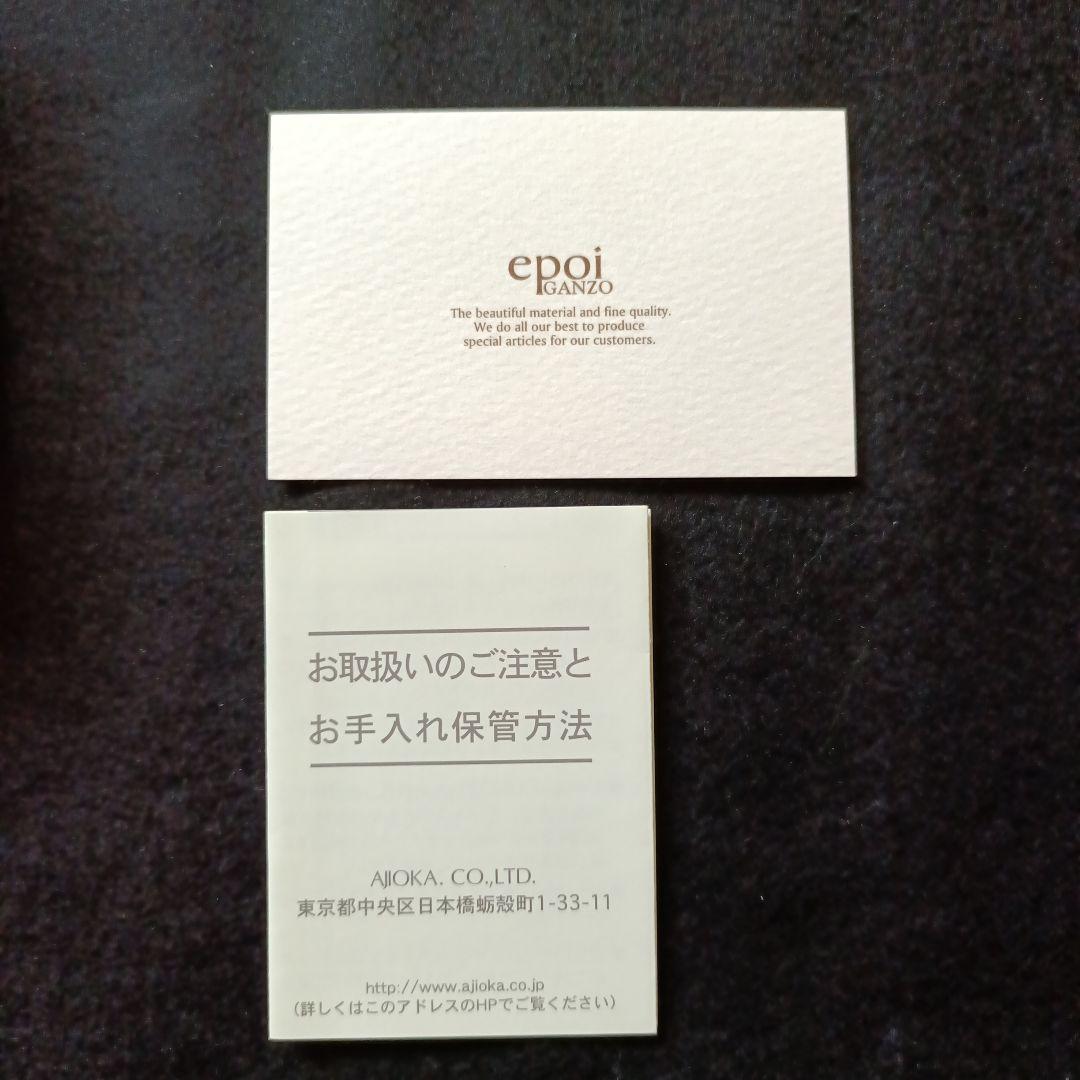 epoi
GANZO
The beautiful material and fine quality.
We do all our best to produce
special articles for our customers.
お取扱いのご注意と
お手入れ保管方法
AJIOKA. CO.,LTD.
東京都中央区日本橋蛎殻町1-33-11
http://www.ajioka.co.jp
(詳しくはこのアドレスのHPでご覧ください)